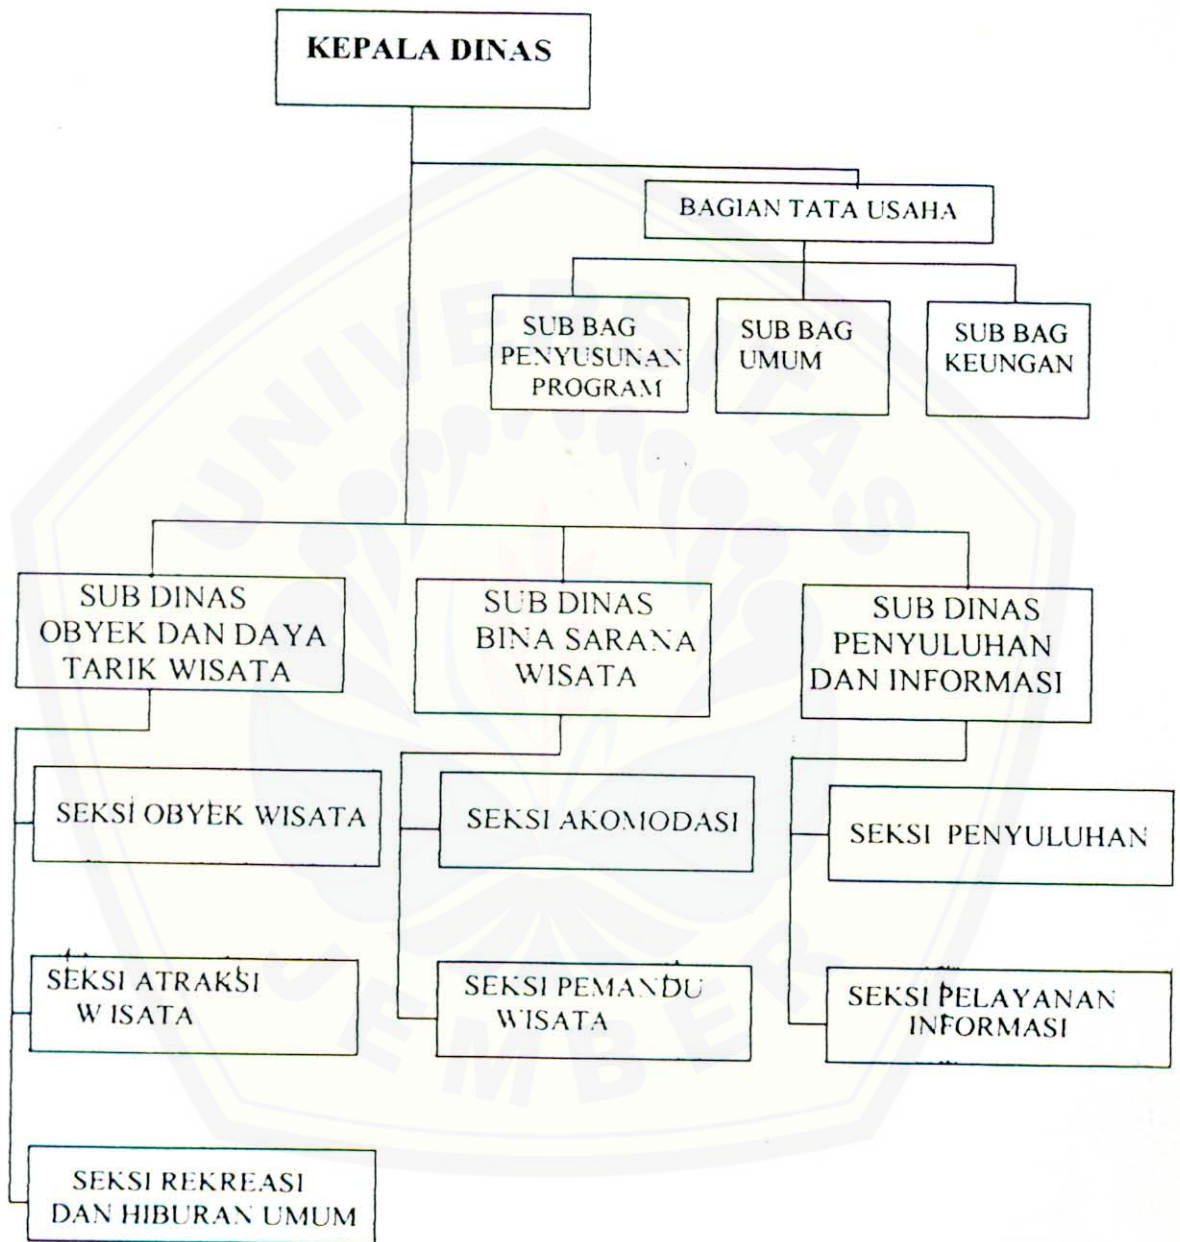 KEPALA DINAS
BAGIAN TATA USAHA
SUB BAG
PENYUSUNAN
PROGRAM
SUB BAG
UMUM
SUB BAG
KEUNGAN
SUB DINAS
OBYEK DAN DAYA
TARIK WISATA
SUB DINAS
BINA SARANA
WISATA
SUB DINAS
PENYULUHAN
DAN INFORMASI
SEKSI OBYEK WISATA
SEKSI AKOMODASI
SEKSI PENYULUHAN
SEKSI ATRAKSI
WISATA
SEKSI PEMANDU
WISATA
SEKSI PELAYANAN
INFORMASI
SEKSI REKREASI
DAN HIBURAN UMUM
UNIVERSITAS
JEMBER